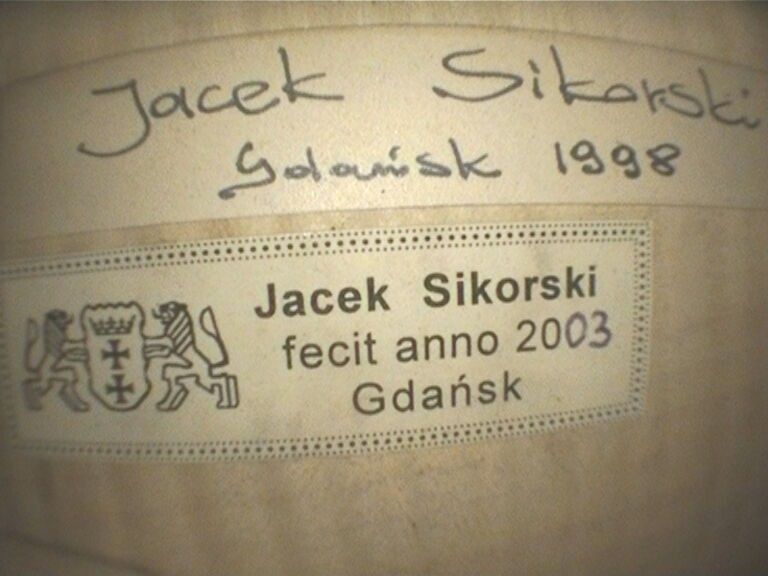 Jacek Sikorski
Gdańsk 1998
Jacek Sikorski
fecit anno 2003
Gdańsk